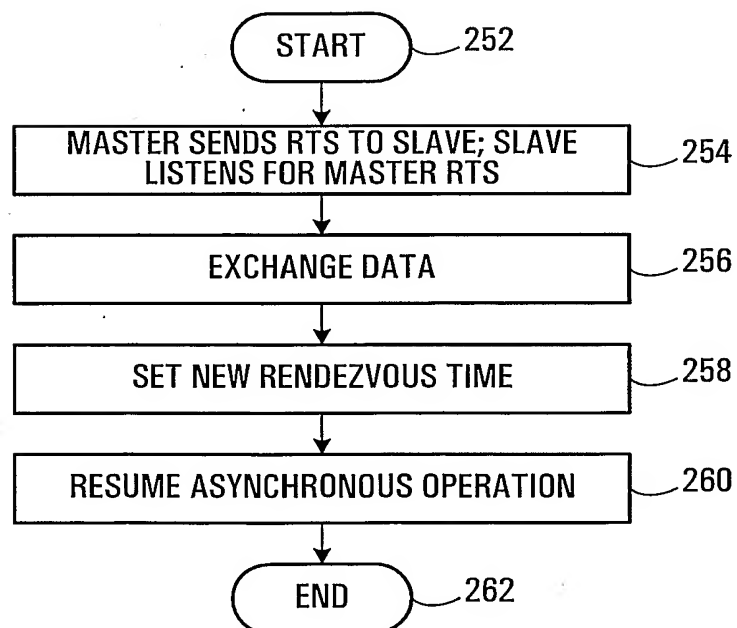 START
252
MASTER SENDS RTS TO SLAVE; SLAVE
LISTENS FOR MASTER RTS
254
EXCHANGE DATA
256
SET NEW RENDEZVOUS TIME
258
RESUME ASYNCHRONOUS OPERATION
260
END
262